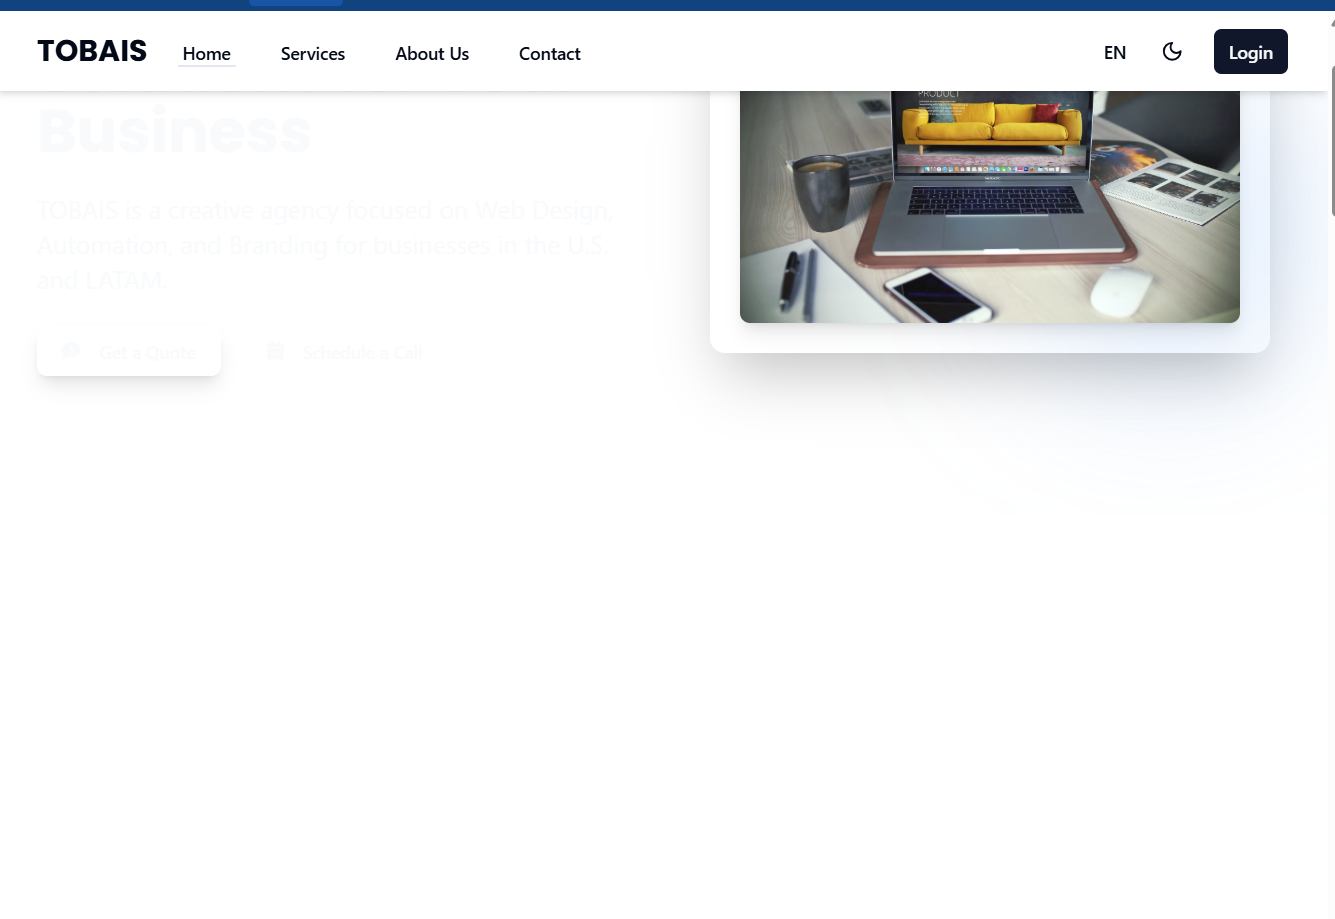 TOBAIS
Home
Services
About Us
Contact
EN
Login
Business
TOBAIS is a creative agency focused on Web Design,
Automation, and Branding for businesses in the U.S.
and LATAM.
Get a Quote
Schedule a Call
PRODUCT